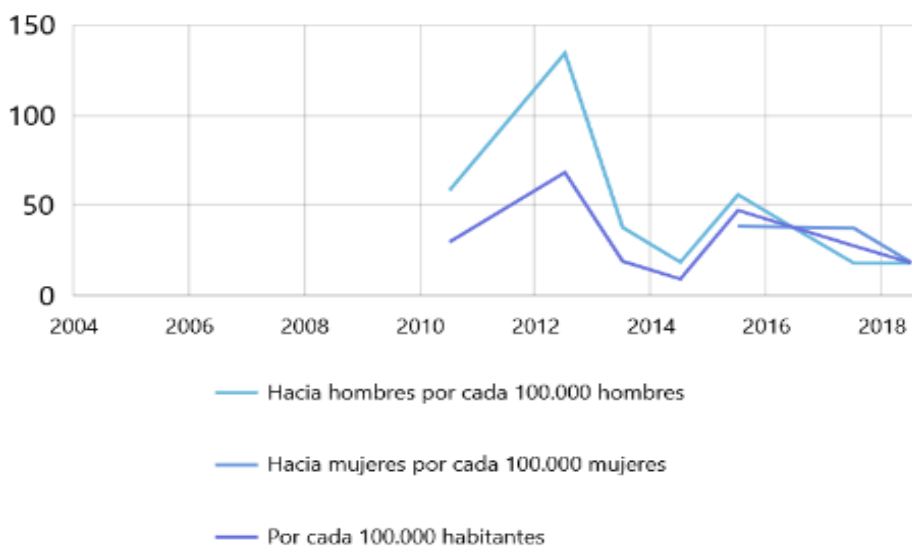 150
100
50
0
2004 2006 2008 2010 2012 2014 2016 2018
Hacia hombres por cada 100.000 hombres
Hacia mujeres por cada 100.000 mujeres
Por cada 100.000 habitantes